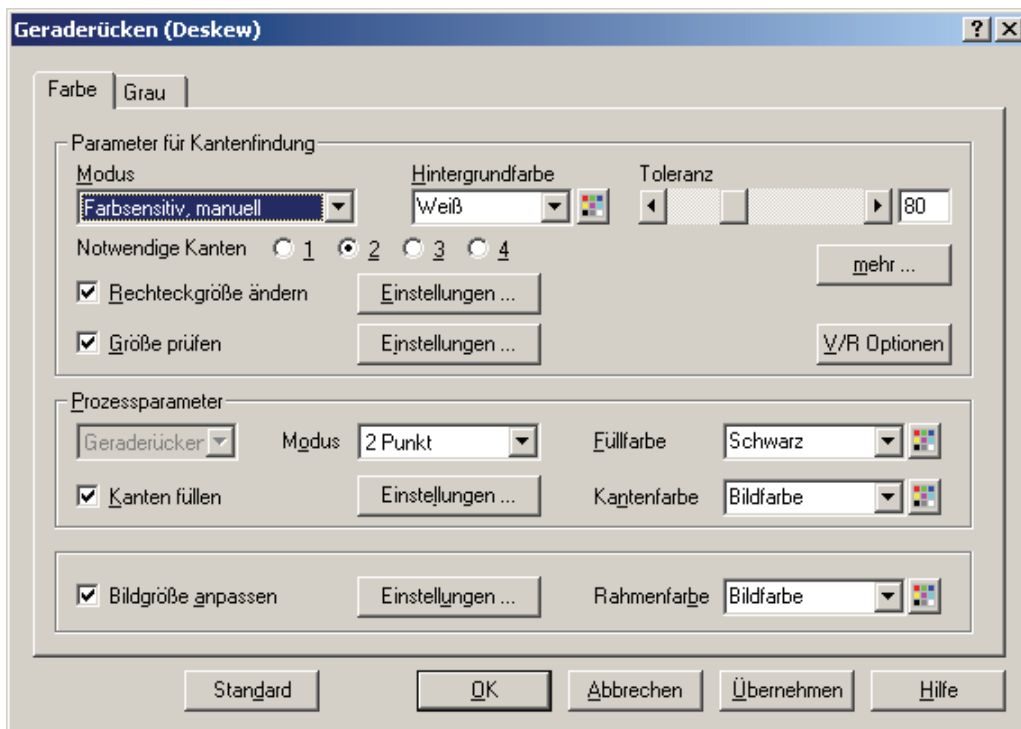 Geraderücken (Deskew)
Farbe Grau
Parameter für Kantenfindung
Modus Hintergrundfarbe Toleranz
Farbsensitiv, manuell Weiß 80
Notwendige Kanten 1 2 3 4
mehr ...
Rechteckgröße ändern Einstellungen ...
Größe prüfen Einstellungen ... V/R Optionen
Prozessparameter
Geraderücken Modus 2 Punkt Füllfarbe Schwarz
Kanten füllen Einstellungen ... Kantenfarbe Bildfarbe
Bildgröße anpassen Einstellungen ... Rahmenfarbe Bildfarbe
Standard OK Abbrechen Übernehmen Hilfe